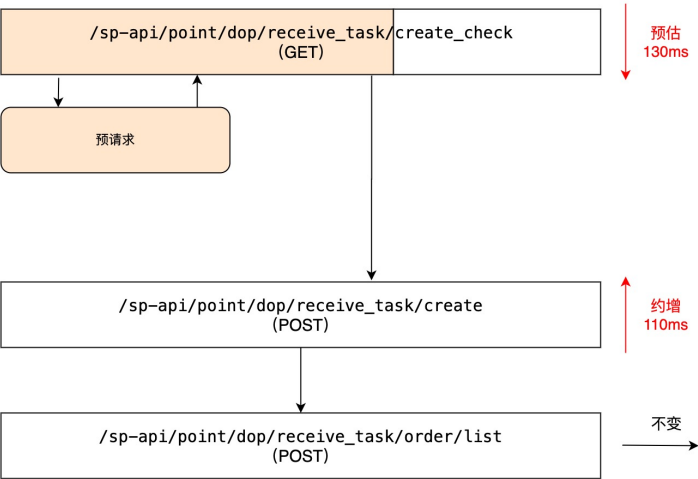 /sp-api/point/dop/receive_task/create_check
（GET）
预估
130ms
预请求
/sp-api/point/dop/receive_task/create
（POST）
约增
110ms
/sp-api/point/dop/receive_task/order/list
（POST）
不变